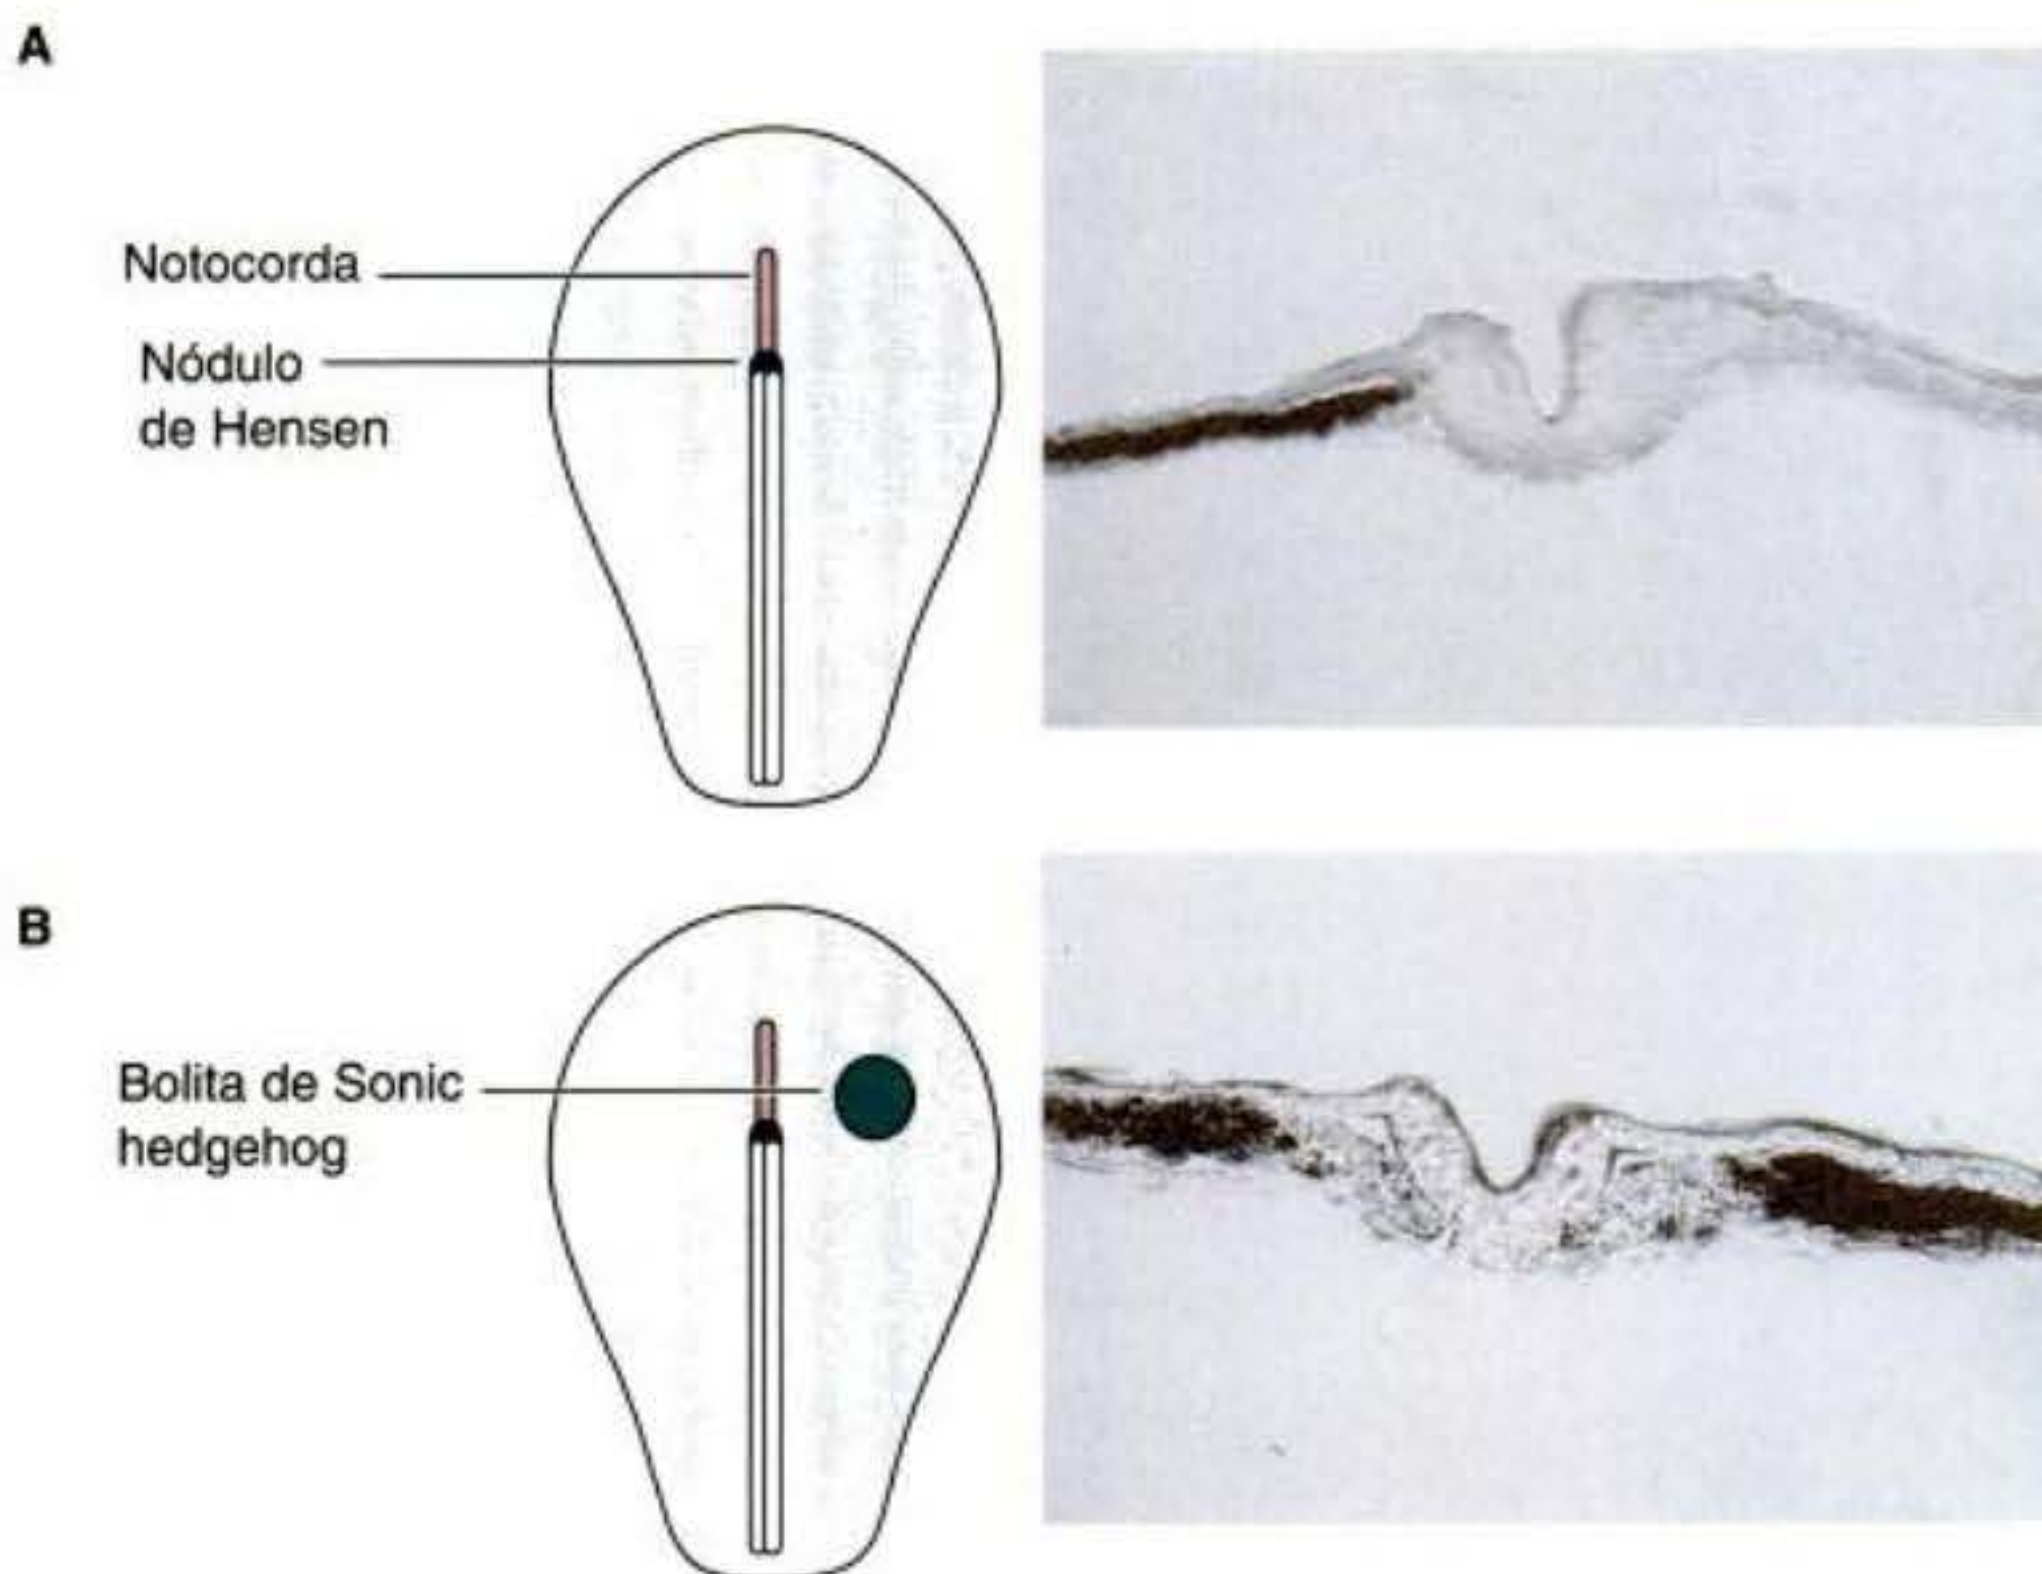 A
Notocorda
Nódulo
de Hensen
B
Bolita de Sonic
hedgehog